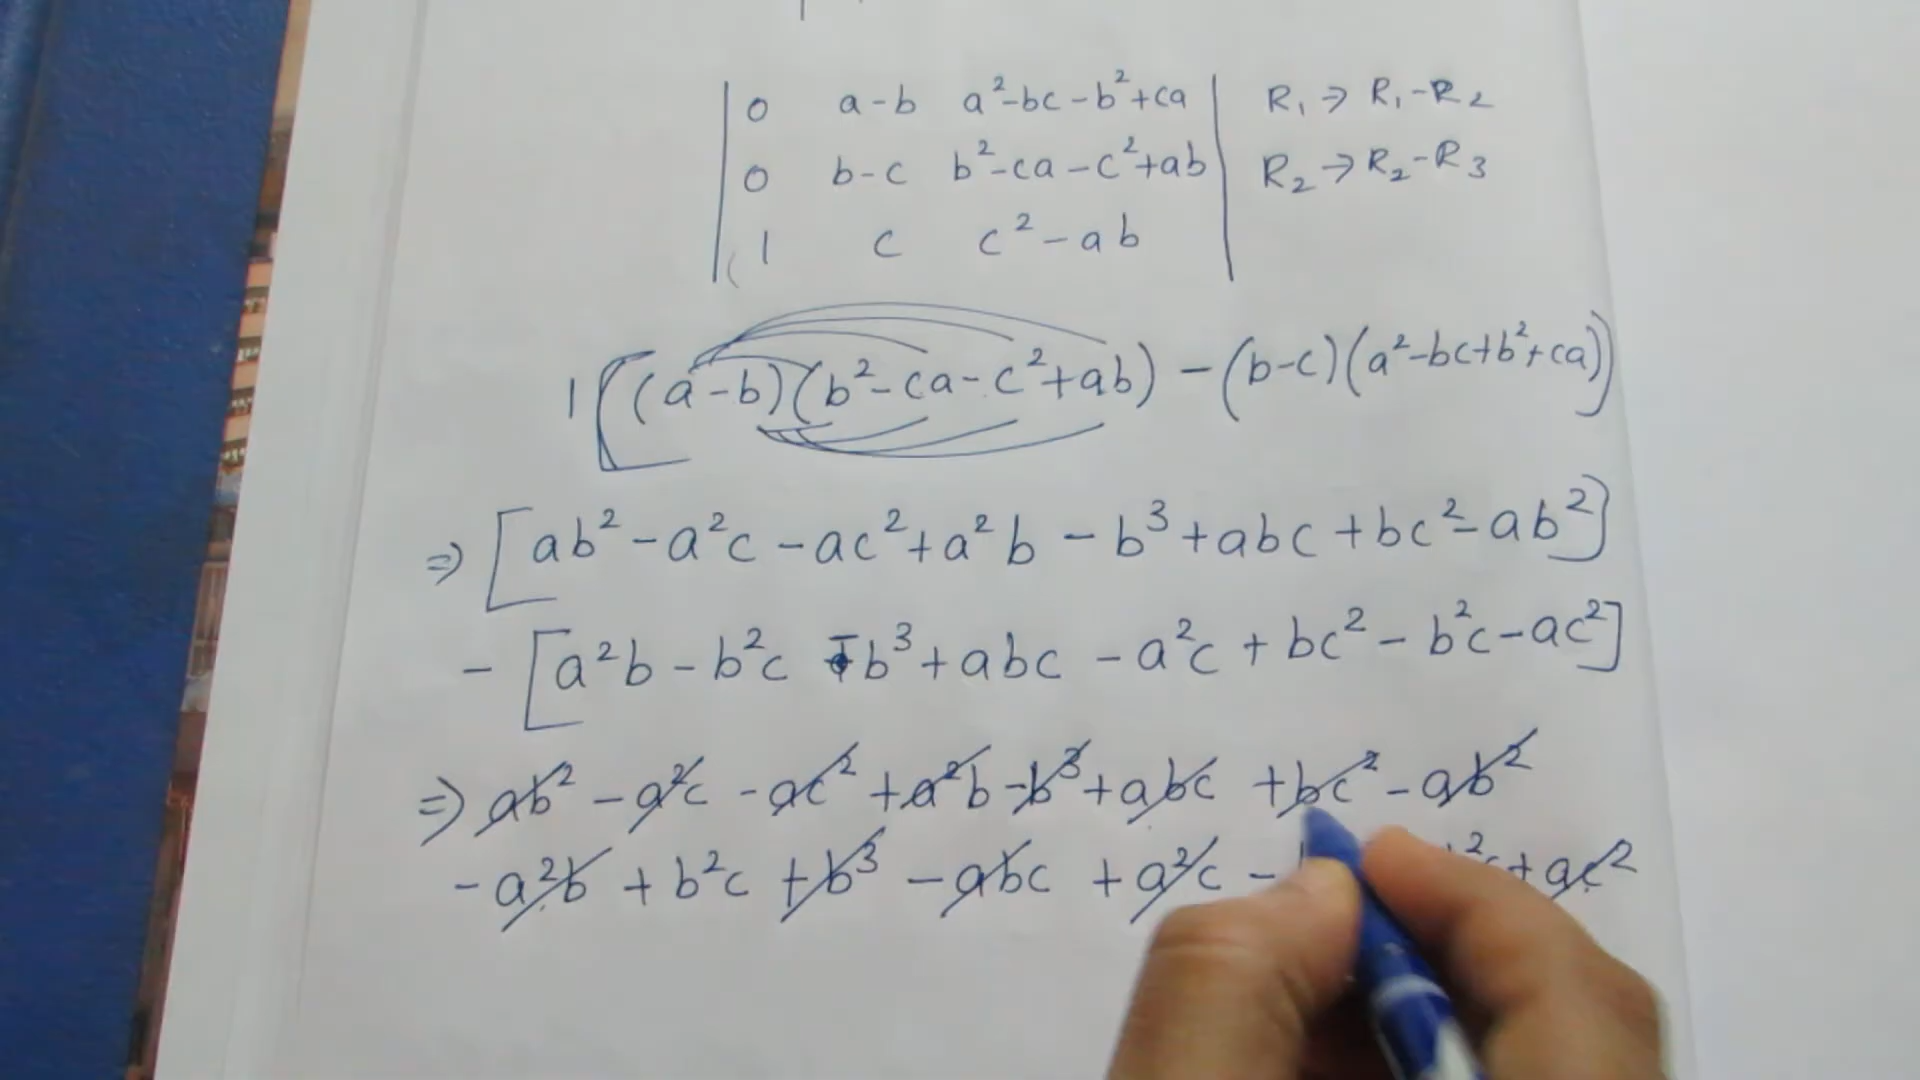 0 a-b a²-bc-b²+ca R₁→R₁-R₂
0 b-c b²-ca-c²+ab R₂→R₂-R₃
1 c c²-ab
1[(a-b)(b²-ca-c²+ab)-(b-c)(a²-bc+b²+ca)]
⇒[ab²-a²c-ac²+a²b-b³+abc+bc²-ab²]
-[a²b-b²c-b³+abc-a²c+bc²-b²c-ac²]
⇒ab²-a²c-ac²+a²b-b³+abc+bc²-ab²
-a²b+b²c+b³-abc+a²c- +ac²